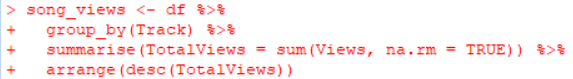 > song_views <- df %>%
+   group_by(Track) %>%
+   summarise(TotalViews = sum(Views, na.rm = TRUE)) %>%
+   arrange(desc(TotalViews))